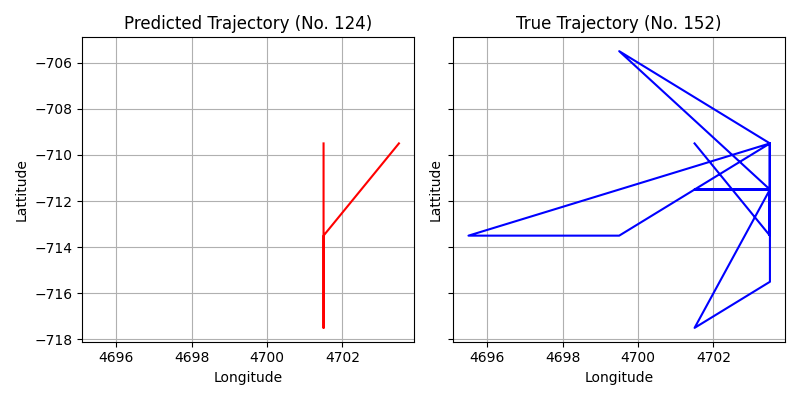 Predicted Trajectory (No. 124)
True Trajectory (No. 152)
−706
−708
−710
−712
−714
−716
−718
Lattitude
Lattitude
4696
4698
4700
4702
4696
4698
4700
4702
Longitude
Longitude